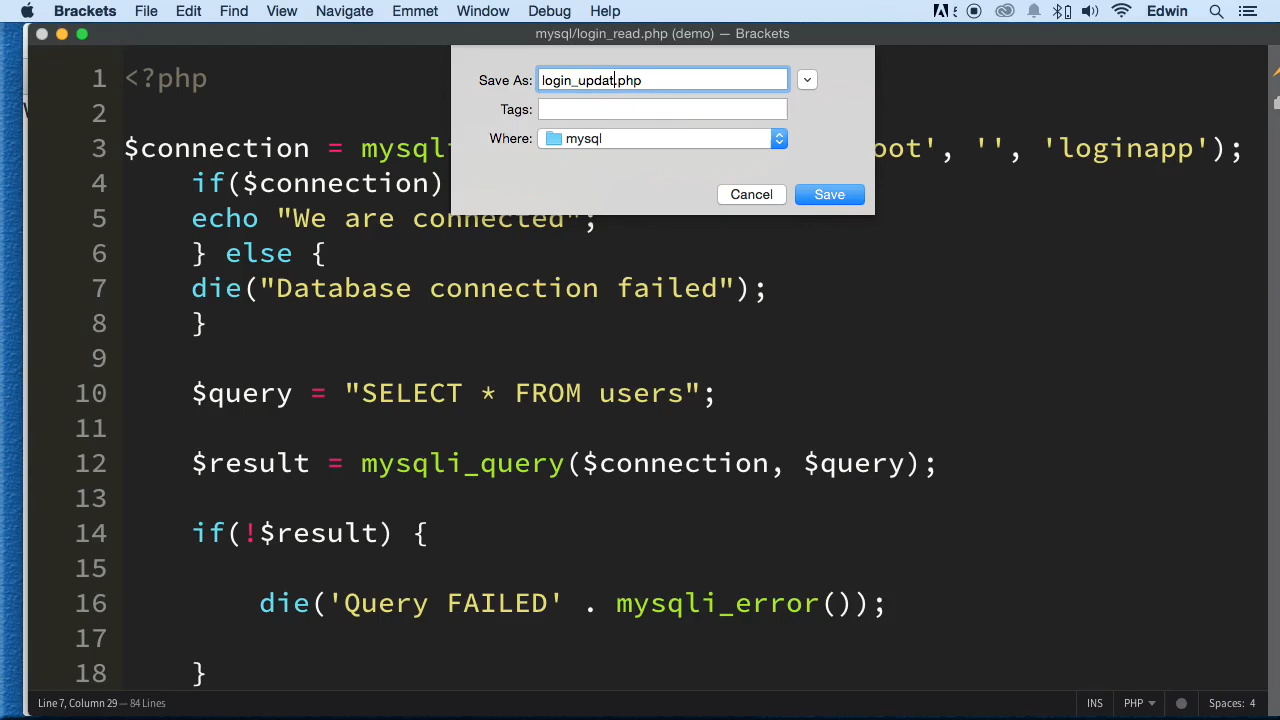 Brackets File Edit Find View Navigate Emmet Window Debug Help Edwin
mysql/login_read.php (demo) — Brackets
Save As: login_updat.php
Tags:
Where: mysql
Cancel Save
1 <?php
2
3 $connection = mysqli oot', '', 'loginapp');
4 if($connection)
5 echo "We are connected";
6 } else {
7 die("Database connection failed");
8 }
9
10 $query = "SELECT * FROM users";
11
12 $result = mysqli_query($connection, $query);
13
14 if(!$result) {
15
16 die('Query FAILED' . mysqli_error());
17
18 }
Line 7, Column 29 — 84 Lines INS PHP Spaces: 4